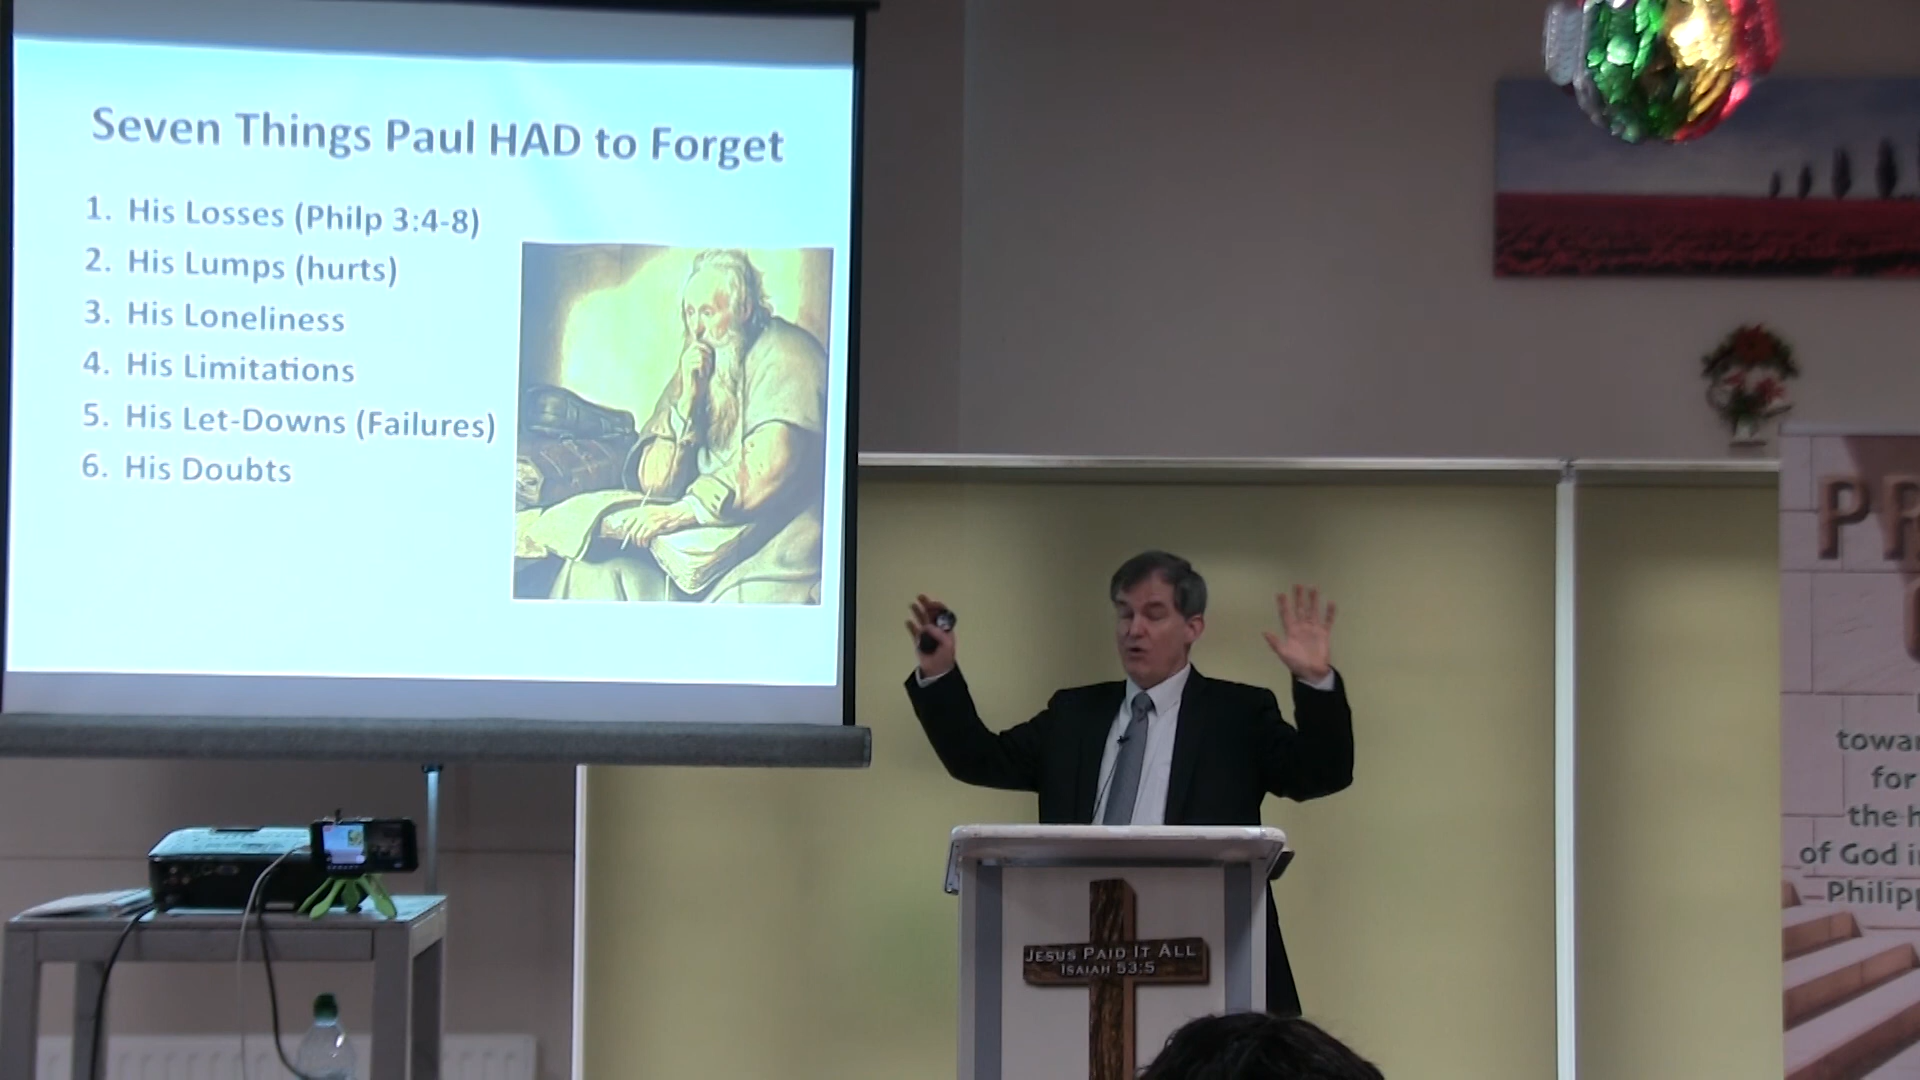 Seven Things Paul HAD to Forget
1. His Losses (Philp 3:4-8)
2. His Lumps (hurts)
3. His Loneliness
4. His Limitations
5. His Let-Downs (Failures)
6. His Doubts
JESUS PAID IT ALL
ISAIAH 53:5
for
the
of God